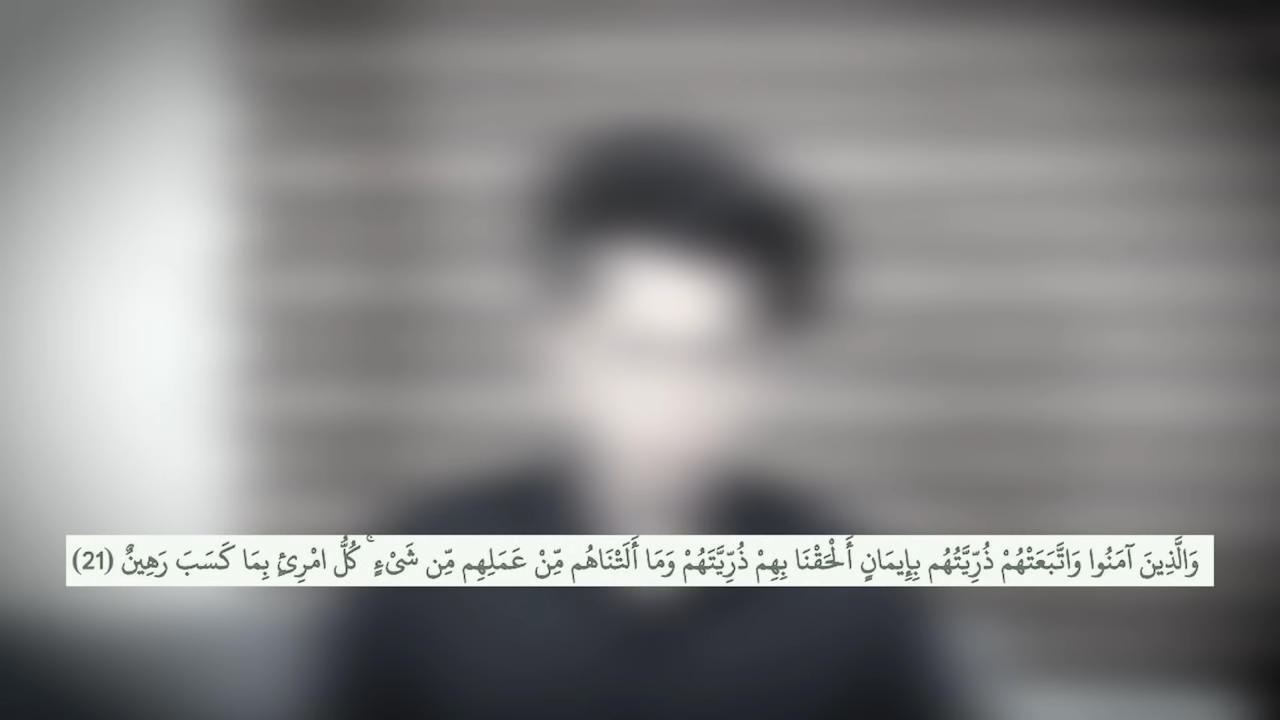 وَالَّذِينَ آمَنُوا وَاتَّبَعَتْهُمْ ذُرِّيَّتُهُم بِإِيمَانٍ أَلْحَقْنَا بِهِمْ ذُرِّيَّتَهُمْ وَمَا أَلَتْنَاهُم مِّنْ عَمَلِهِم مِّن شَىْءٍ ۚ كُلُّ امْرِئٍ بِمَا كَسَبَ رَهِينٌ (21)